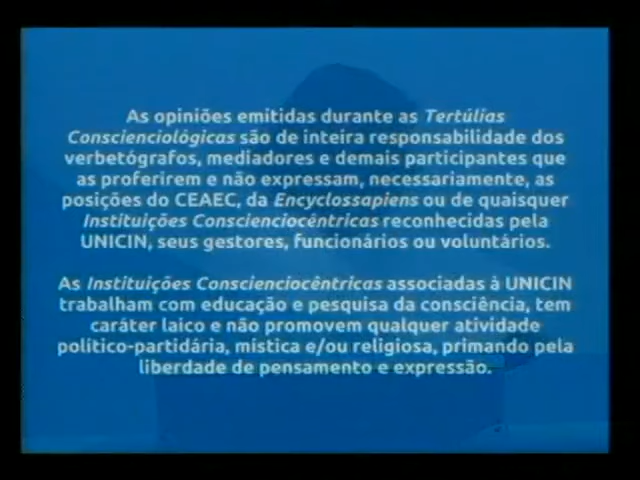 As opiniões emitidas durante as Tertúlias
Conscienciológicas são de inteira responsabilidade dos
verbetógrafos, mediadores e demais participantes que
as proferirem e não expressam, necessariamente, as
posições do CEAEC, da Encyclossapiens ou de quaisquer
Instituições Conscienciocêntricas reconhecidas pela
UNICIN, seus gestores, funcionários ou voluntários.
As Instituições Conscienciocêntricas associadas à UNICIN
trabalham com educação e pesquisa da consciência, tem
caráter laico e não promovem qualquer atividade
político-partidária, mística e/ou religiosa, primando pela
liberdade de pensamento e expressão.